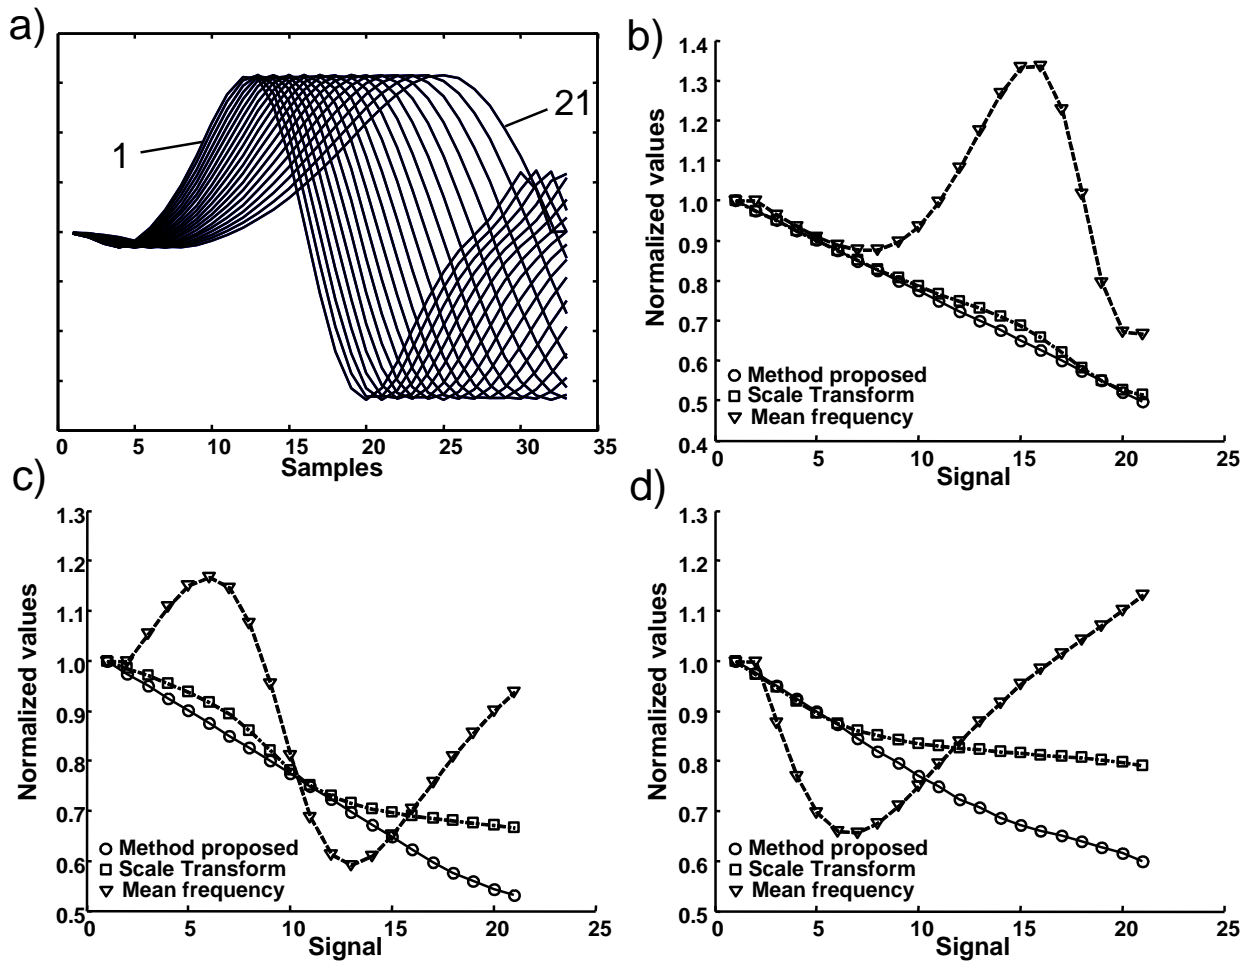 a)
1
21
0 5 10 15 20 25 30 35
Samples
b)
1.4
1.3
1.2
1.1
1.0
0.9
0.8
0.7
0.6
0.5
0.4
Normalized values
Method proposed
Scale Transform
Mean frequency
0 5 10 15 20 25
Signal
c)
1.3
1.2
1.1
1.0
0.9
0.8
0.7
0.6
0.5
Normalized values
Method proposed
Scale Transform
Mean frequency
0 5 10 15 20 25
Signal
d)
1.3
1.2
1.1
1.0
0.9
0.8
0.7
0.6
0.5
Normalized values
Method proposed
Scale Transform
Mean frequency
0 5 10 15 20 25
Signal